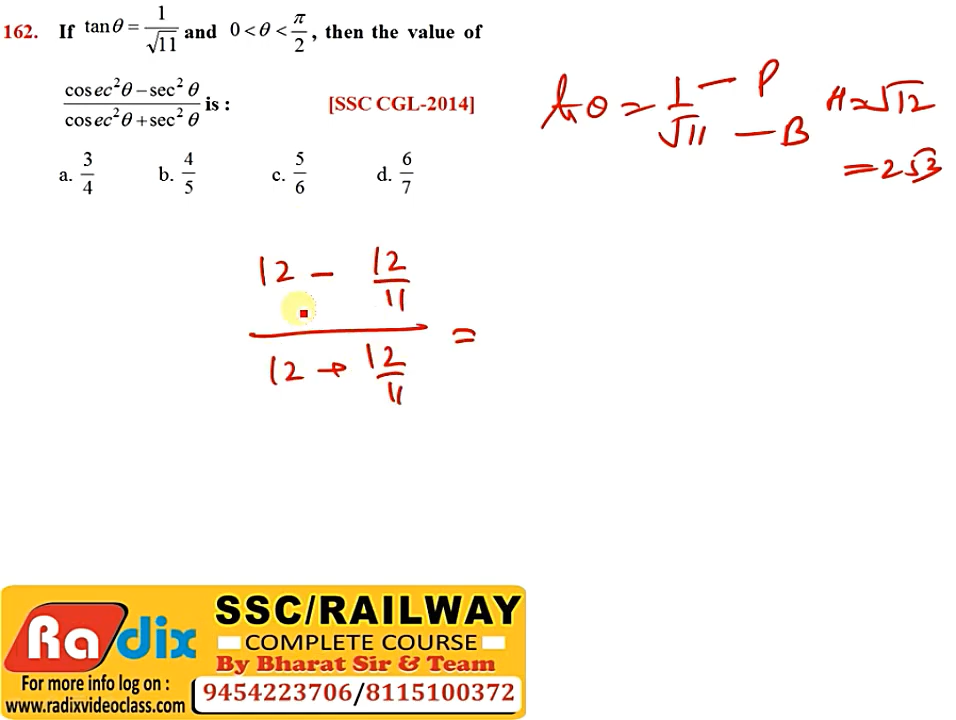 162. If tanθ = 1/√11 and 0 < θ < π/2, then the value of
cosec²θ − sec²θ / cosec²θ + sec²θ is : [SSC CGL-2014]
a. 3/4 b. 4/5 c. 5/6 d. 6/7
tanθ = 1/√11 — P — B H = √12
= 2√3
12 − 12/11
12 + 12/11 =
Radix
SSC/RAILWAY
COMPLETE COURSE
By Bharat Sir & Team
For more info log on :
www.radixvideoclass.com
9454223706/8115100372